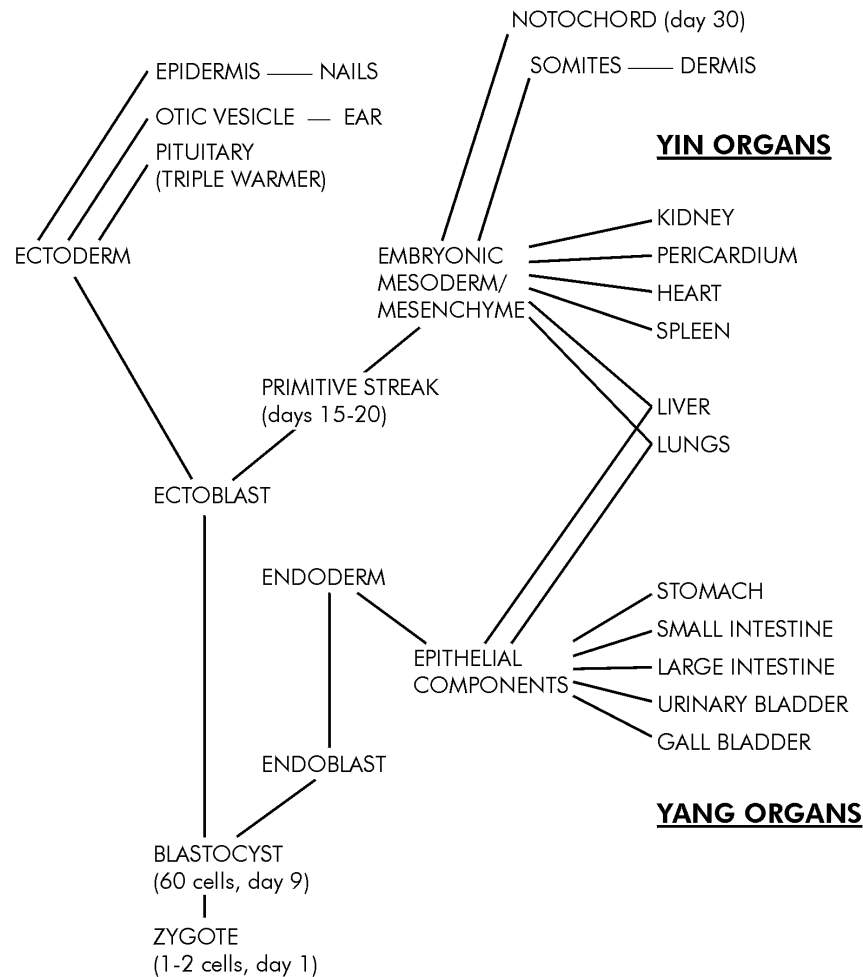 NOTOCHORD (day 30)
EPIDERMIS — NAILS
SOMITES — DERMIS
OTIC VESICLE — EAR
PITUITARY
(TRIPLE WARMER)
YIN ORGANS
ECTODERM
EMBRYONIC
MESODERM/
MESENCHYME
KIDNEY
PERICARDIUM
HEART
SPLEEN
LIVER
LUNGS
PRIMITIVE STREAK
(days 15-20)
ECTOBLAST
ENDODERM
EPITHELIAL
COMPONENTS
STOMACH
SMALL INTESTINE
LARGE INTESTINE
URINARY BLADDER
GALL BLADDER
ENDOBLAST
YANG ORGANS
BLASTOCYST
(60 cells, day 9)
ZYGOTE
(1-2 cells, day 1)